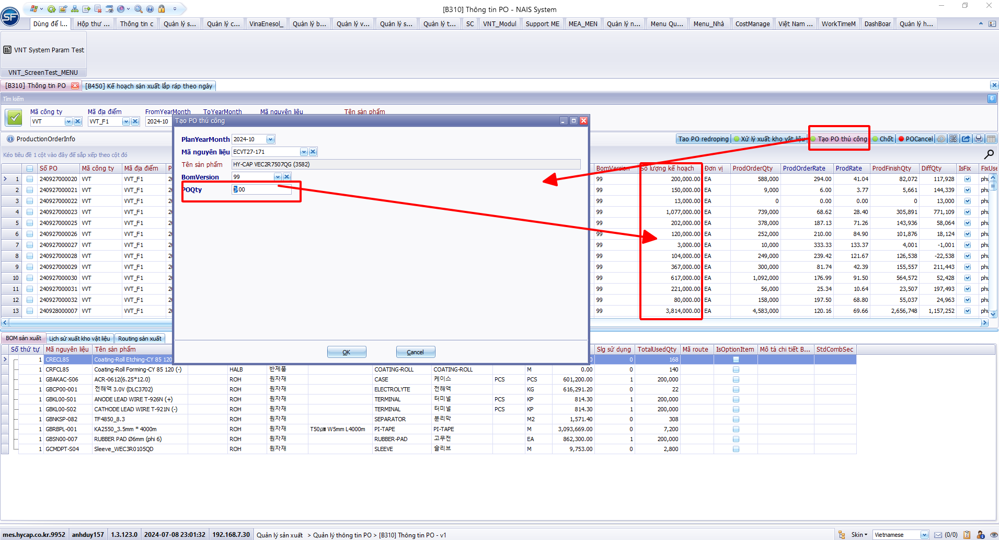 [B310] Thông tin PO - NAIS System
SF
Dùng để l... Hộp thư ... Thông tin c Quản lý s... Quản lý c... VinaEnesol_ Quản lý b... Quản lý v... Quản lý s... Quản lý t... SC VNT_Modul Support ME MEA_MEN Quản lý n... Menu Qu... Menu_Nhà CostManage Việt Nam ... WorkTimeM DashBoar Quản lý h...
VNT System Param Test
VNT_ScreenTest_MENU
[B310] Thông tin PO [B450] Kế hoạch sản xuất lắp ráp theo ngày
Tìm kiếm
Mã công ty Mã địa điểm FromYearMonth ToYearMonth Mã nguyên liệu Tên sản phẩm
VVT VVT_F1 2024-10
ProductionOrderInfo
Tao PO redroping Xử lý xuất kho vật liệu Tạo PO thủ công Chốt POCancel
Kéo tiêu đề 1 cột vào đây để sắp xếp theo cột đó
Tạo PO thủ công
PlanYearMonth 2024-10
Mã nguyên liệu ECVT27-171
Tên sản phẩm HY-CAP VEC2R7507QG (3582)
BomVersion 99
POQty 0.00
OK Cancel
Số PO Mã công ty Mã địa điểm P BomVersion Số lượng kế hoạch Đơn vị ProdOrderQty ProdOrderRate ProdRate ProdFinishQty DiffQty IsFix FixUse
1 240927000020 VVT VVT_F1 99 200,000.00 EA 588,000 294.00 41.04 82,072 117,928
2 240927000021 VVT VVT_F1 99 150,000.00 EA 9,000 6.00 3.77 5,661 144,339
3 240927000022 VVT VVT_F1 99 13,000.00 EA 0 0.00 0.00 0 13,000
4 240927000023 VVT VVT_F1 99 1,077,000.00 EA 739,000 68.62 28.40 305,891 771,109
5 240927000025 VVT VVT_F1 99 202,000.00 EA 378,000 187.13 71.26 143,936 58,064
6 240927000026 VVT VVT_F1 99 120,000.00 EA 252,000 210.00 84.90 101,876 18,124
7 240927000027 VVT VVT_F1 99 3,000.00 EA 10,000 333.33 133.37 4,001 -1,001
8 240927000028 VVT VVT_F1 99 104,000.00 EA 249,000 239.42 121.67 126,538 -22,538
9 240927000029 VVT VVT_F1 99 367,000.00 EA 300,000 81.74 42.39 155,557 211,443
10 240927000030 VVT VVT_F1 99 617,000.00 EA 1,092,000 176.99 91.50 564,572 52,428
11 240927000031 VVT VVT_F1 99 221,000.00 EA 56,000 25.34 10.64 23,507 197,493
12 240927000032 VVT VVT_F1 99 80,000.00 EA 158,000 197.50 68.80 55,037 24,963
13 240928000007 VVT VVT_F1 99 3,814,000.00 EA 4,583,000 120.16 69.66 2,656,748 1,157,252
BOM sản xuất Lịch sử xuất kho vật liệu Routing sản xuất
Số thứ tự Mã nguyên liệu Tên sản phẩm Slg sử dụng TotalUsedQty Mã route IsOptionItem Mô tả chi tiết B... StdCombSec
1 CRECL85 Coating-Roll Etching-CY 85 120 0 0 168
1 CRFCL85 Coating-Roll Forming-CY 85 120 (-) HALB 반제품 COATING-ROLL COATING-ROLL M 0.00 0 140
1 GBAKAC-S06 ACR-0612(6.25*12.0) ROH 원자재 CASE 케이스 PCS PCS 601,200.00 1 200,000
1 GBCP00-001 전해액 3.0V (DLC3702) ROH 원자재 ELECTROLYTE 전해액 KG 616,291.20 0 22
1 GBKL00-S01 ANODE LEAD WIRE T-926N (+) ROH 원자재 TERMINAL 터미널 PCS KP 814.30 1 200,000
1 GBKL00-S02 CATHODE LEAD WIRE T-921N (-) ROH 원자재 TERMINAL 터미널 PCS KP 814.30 1 200,000
1 GBNKSP-082 TF4850_8.3 ROH 원자재 SEPARATOR 분리막 M2 1,571.40 0 308
1 GBRBPL-001 KA2550_3.5mm * 4000m ROH 원자재 T50㎛ W5mm L4000m PI-TAPE PI-TAPE M 3,093,669.00 0 7,200
1 GBSN00-007 RUBBER PAD Ø6mm (phi 6) ROH 원자재 RUBBER-PAD 고무전 EA 862,300.00 1 200,000
1 GCMDPT-S04 Sleeve_WEC3R0105QD ROH 원자재 SLEEVE 슬리브 M 9,753.00 0 2,800
mes.hycap.co.kr.9952 anhduy157 1.3.123.0 2024-07-08 23:01:32 192.168.7.30 Quản lý sản xuất > Quản lý thông tin PO > [B310] Thông tin PO - v1 Skin Vietnamese (0/0)